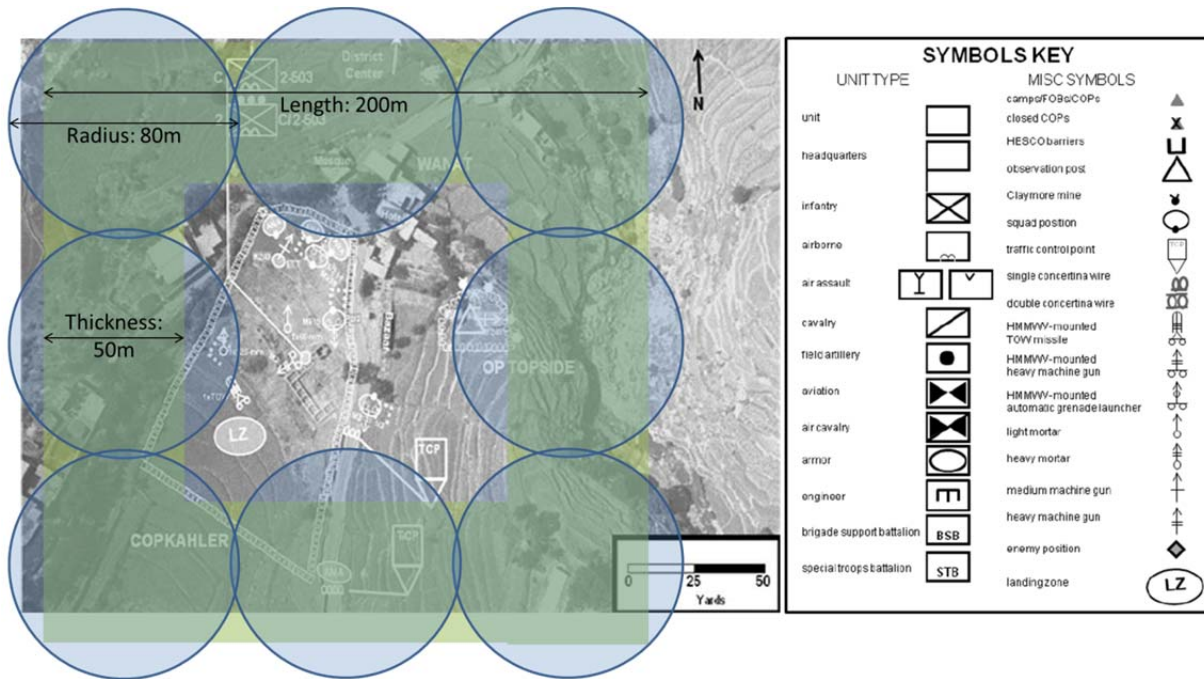 District
Center
C
2-503
Length: 200m
2
C/2-503
Radius: 80m
Mosque
WANAT
N
Thickness:
50m
Bazaar
OP TOPSIDE
LZ
TCP
COPKAHLER
ANA
TCP
0 25 50
Yards
SYMBOLS KEY
UNIT TYPE
unit
headquarters
infantry
airborne
air assault
cavalry
field artillery
aviation
air cavalry
armor
engineer
brigade support battalion
BSB
special troops battalion
STB
MISC SYMBOLS
camps/FOBs/COPs
closed COPs
HESCO barriers
observation post
Claymore mine
squad position
traffic control point
TCP
single concertina wire
double concertina wire
HMMWV-mounted
TOW missile
HMMWV-mounted
heavy machine gun
HMMWV-mounted
automatic grenade launcher
light mortar
heavy mortar
medium machine gun
heavy machine gun
enemy position
landing zone
LZ